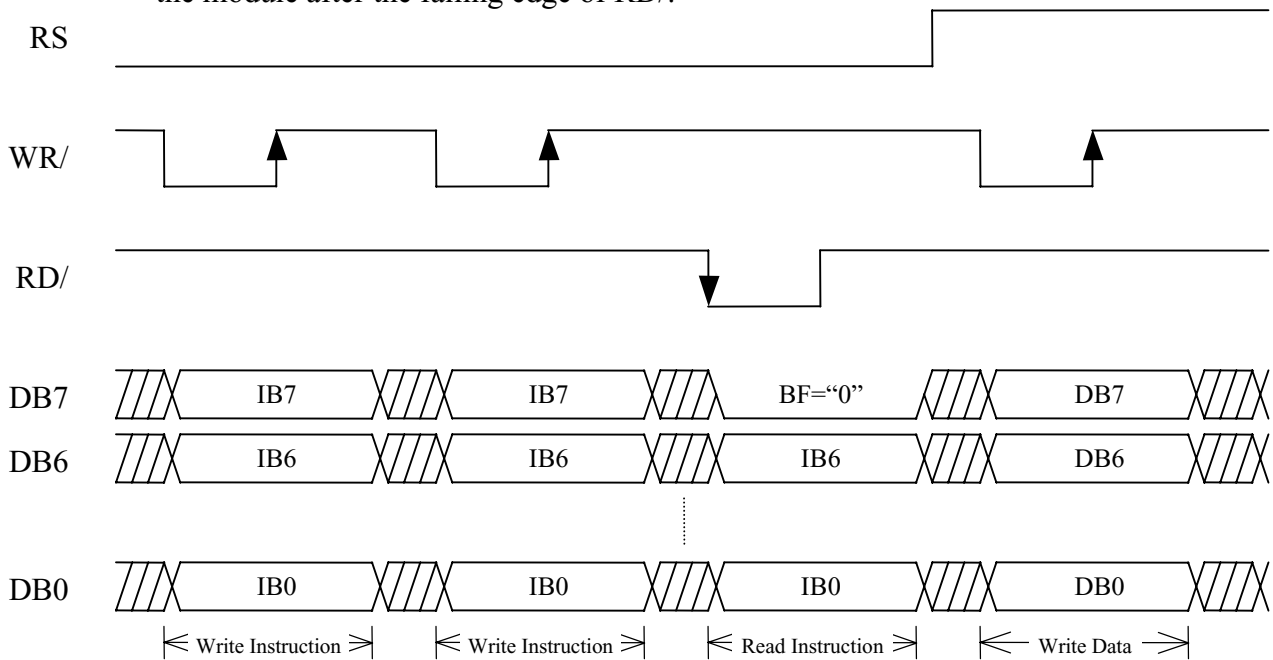 the module after the falling edge of RD/.
RS
WR/
RD/
DB7 IB7 IB7 BF=“0” DB7
DB6 IB6 IB6 IB6 DB6
DB0 IB0 IB0 IB0 DB0
Write Instruction Write Instruction Read Instruction Write Data